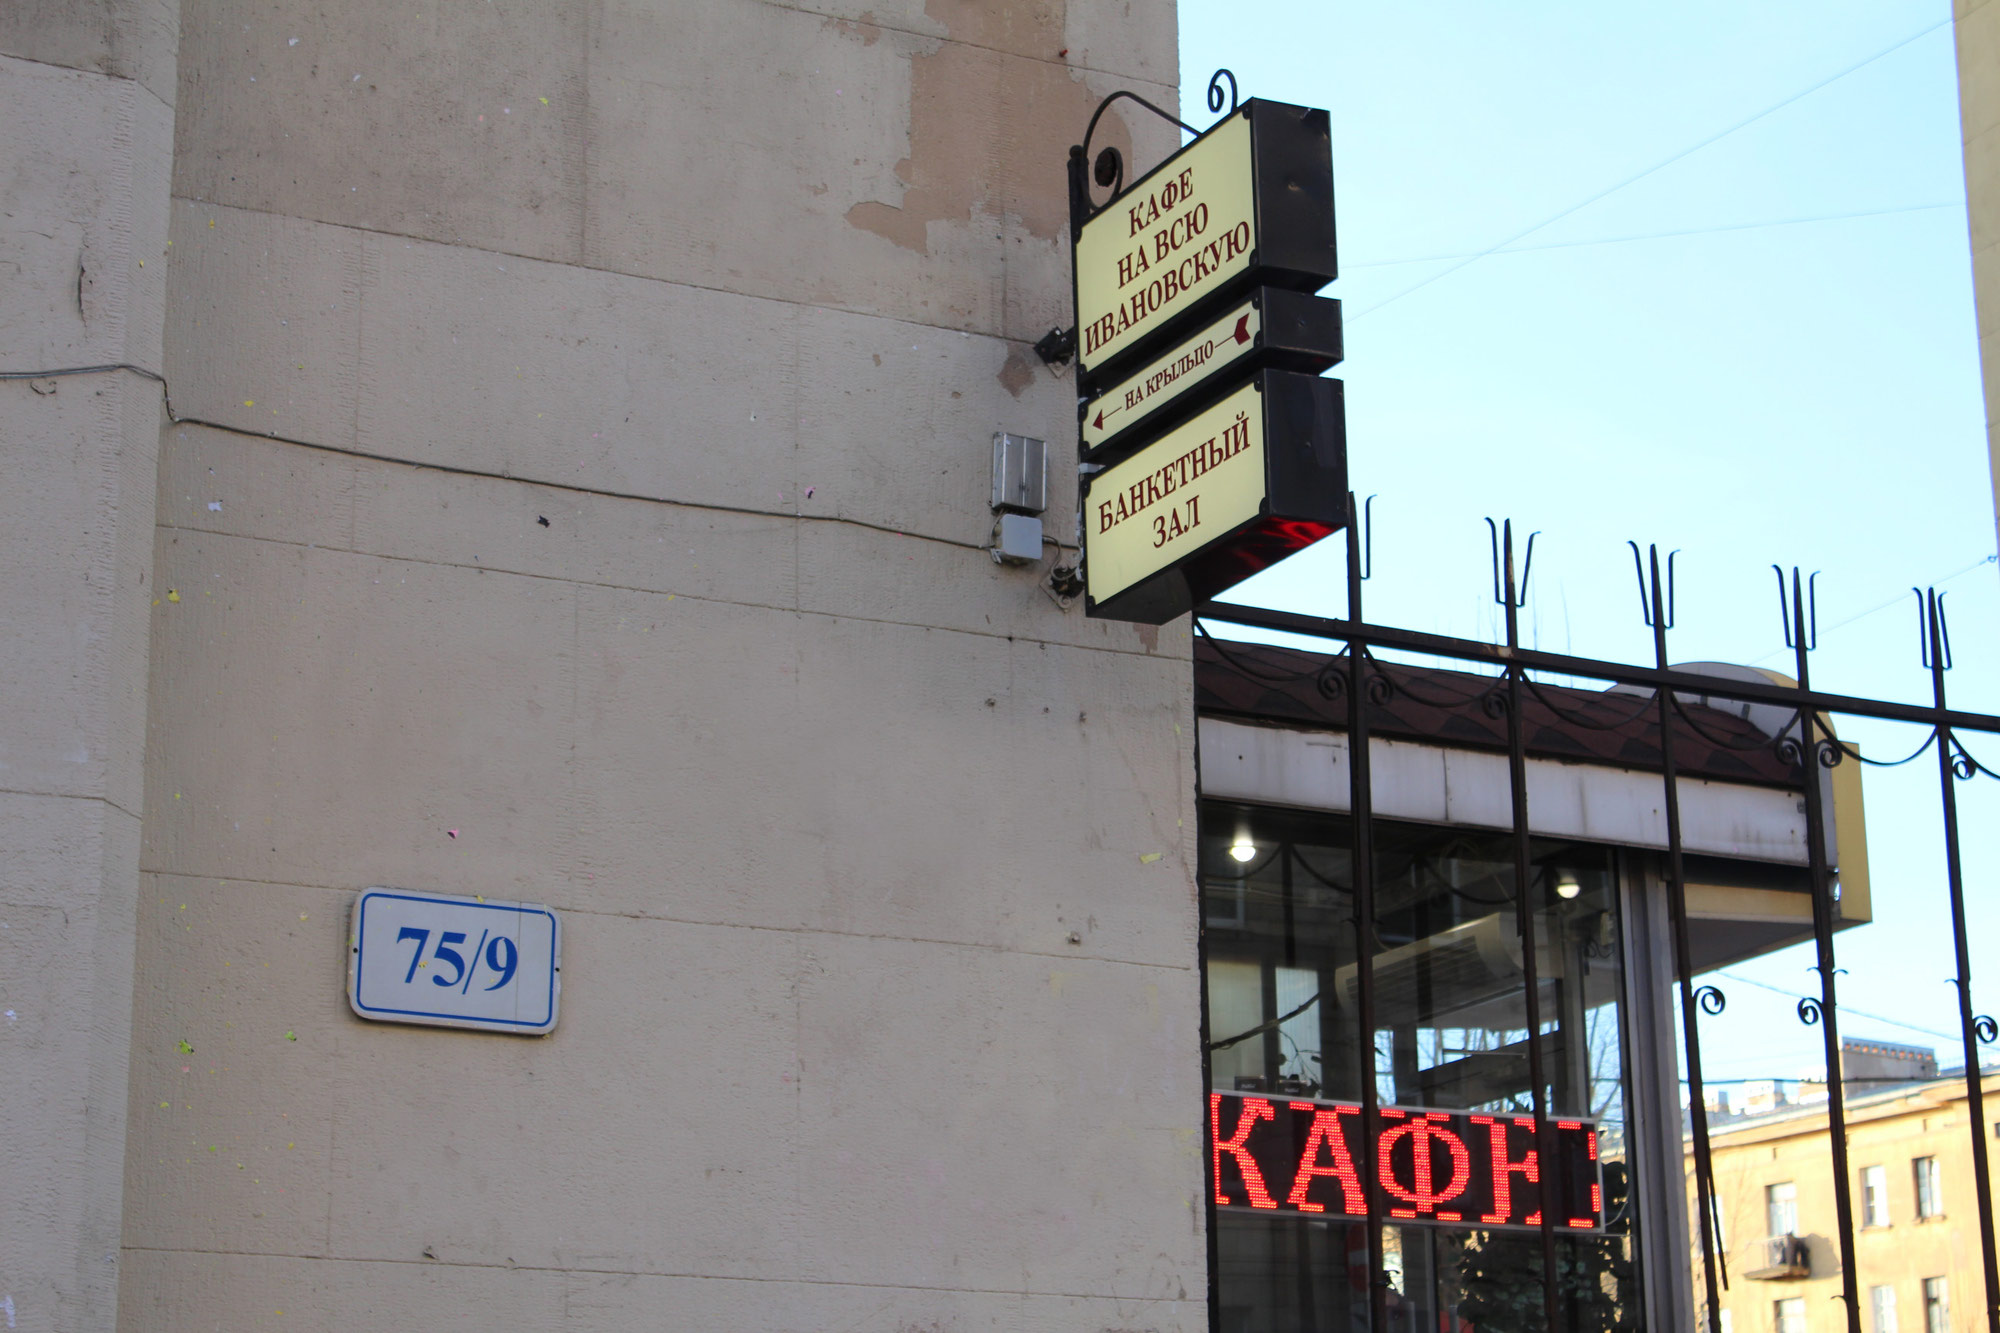 КАФЕ
НА ВСЮ
ИВАНОВСКУЮ
НА КРЫЛЬЦО
БАНКЕТНЫЙ
ЗАЛ
75/9
КАФЕ